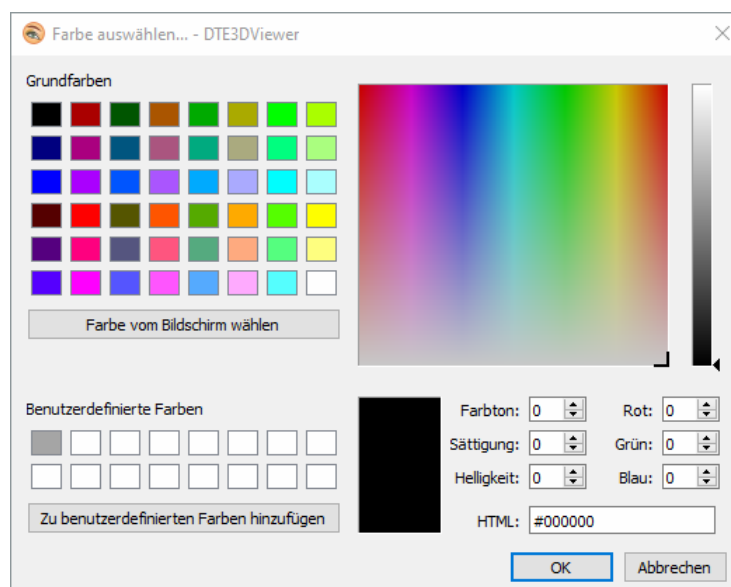 Farbe auswählen... - DTE3DViewer
Grundfarben
Farbe vom Bildschirm wählen
Benutzerdefinierte Farben
Zu benutzerdefinierten Farben hinzufügen
Farbton: 0 Rot: 0
Sättigung: 0 Grün: 0
Helligkeit: 0 Blau: 0
HTML: #000000
OK Abbrechen